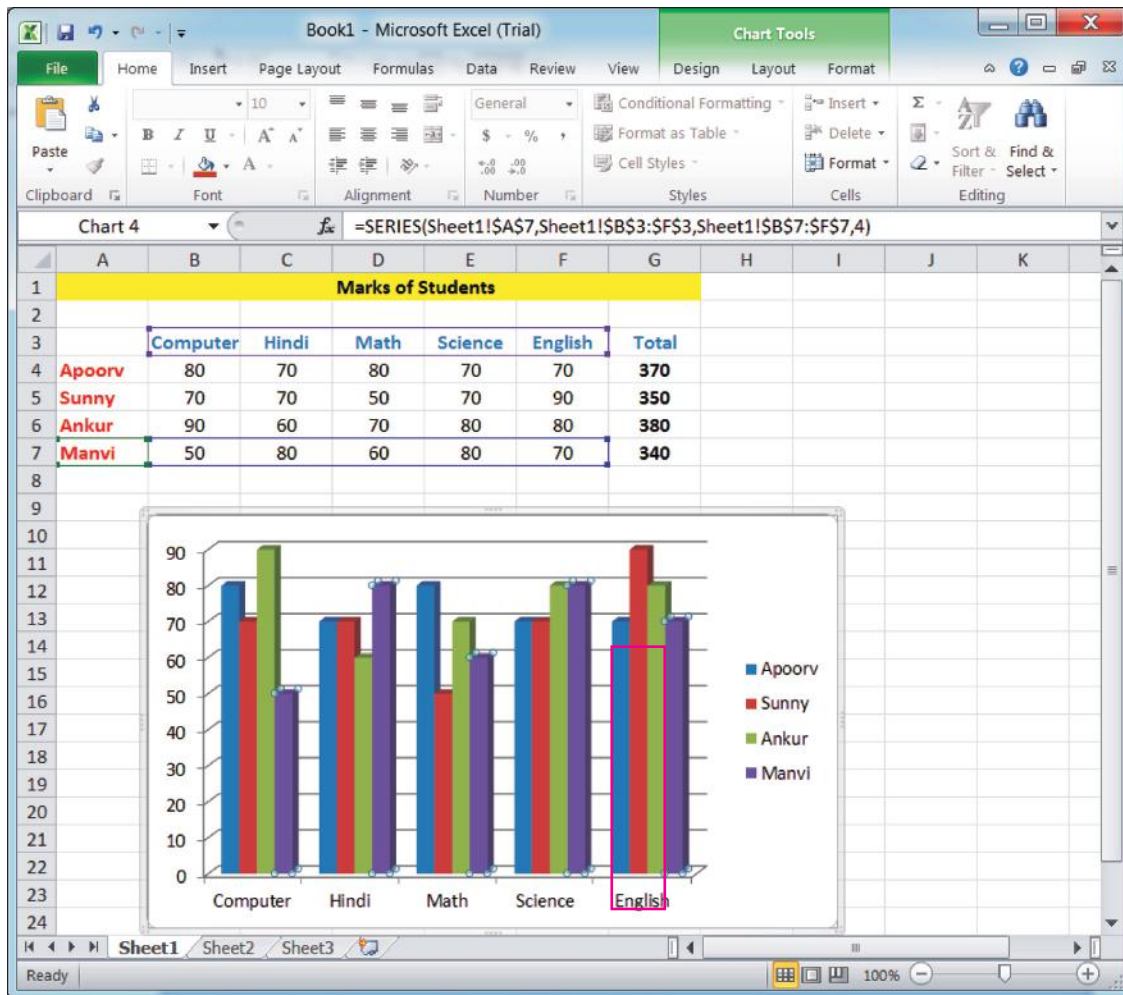 Book1 - Microsoft Excel (Trial)
Chart Tools
File Home Insert Page Layout Formulas Data Review View Design Layout Format
10 General Conditional Formatting Insert
Format as Table Delete
Paste Cell Styles Format Sort & Filter Find & Select
Clipboard Font Alignment Number Styles Cells Editing
Chart 4 fx =SERIES(Sheet1!$A$7,Sheet1!$B$3:$F$3,Sheet1!$B$7:$F$7,4)
A B C D E F G H I J K
1 Marks of Students
2
3 Computer Hindi Math Science English Total
4 Apoorv 80 70 80 70 70 370
5 Sunny 70 70 50 70 90 350
6 Ankur 90 60 70 80 80 380
7 Manvi 50 80 60 80 70 340
8
9
10
11
12
13
14
15
16
17
18
19
20
21
22
23
24
90
80
70
60
50
40
30
20
10
0
Computer Hindi Math Science English
Apoorv
Sunny
Ankur
Manvi
Sheet1 Sheet2 Sheet3
Ready 100%